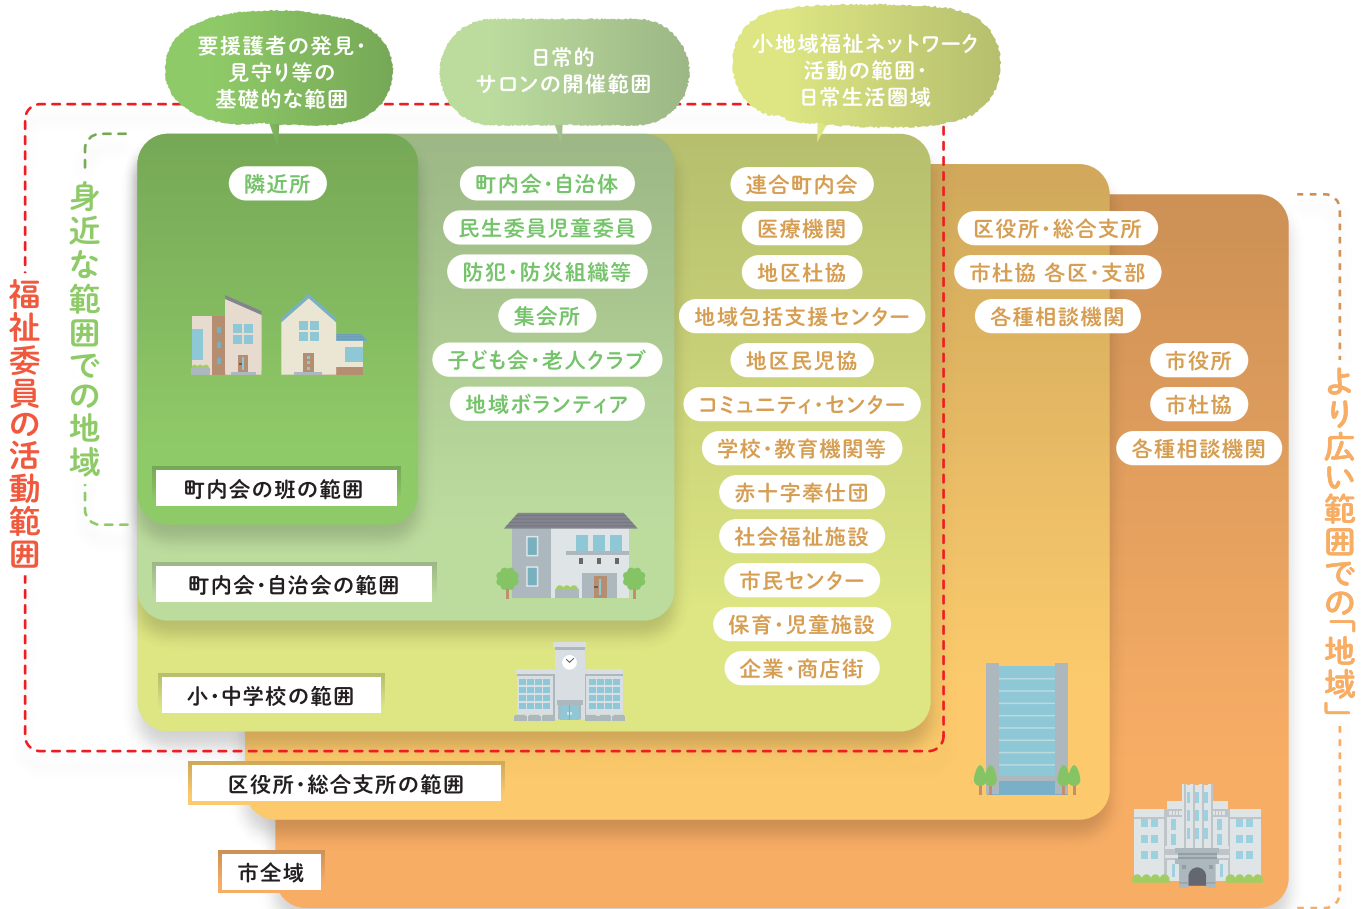 要援護者の発見・
見守り等の
基礎的な範囲
日常的
サロンの開催範囲
小地域福祉ネットワーク
活動の範囲・
日常生活圏域
福祉委員の活動範囲
身近な範囲での地域
隣近所
町内会の班の範囲
町内会・自治体
民生委員児童委員
防犯・防災組織等
集会所
子ども会・老人クラブ
地域ボランティア
町内会・自治会の範囲
連合町内会
医療機関
地区社協
地域包括支援センター
地区民児協
コミュニティ・センター
学校・教育機関等
赤十字奉仕団
社会福祉施設
市民センター
保育・児童施設
企業・商店街
小・中学校の範囲
区役所・総合支所
市社協 各区・支部
各種相談機関
区役所・総合支所の範囲
市役所
市社協
各種相談機関
市全域
より広い範囲での「地域」